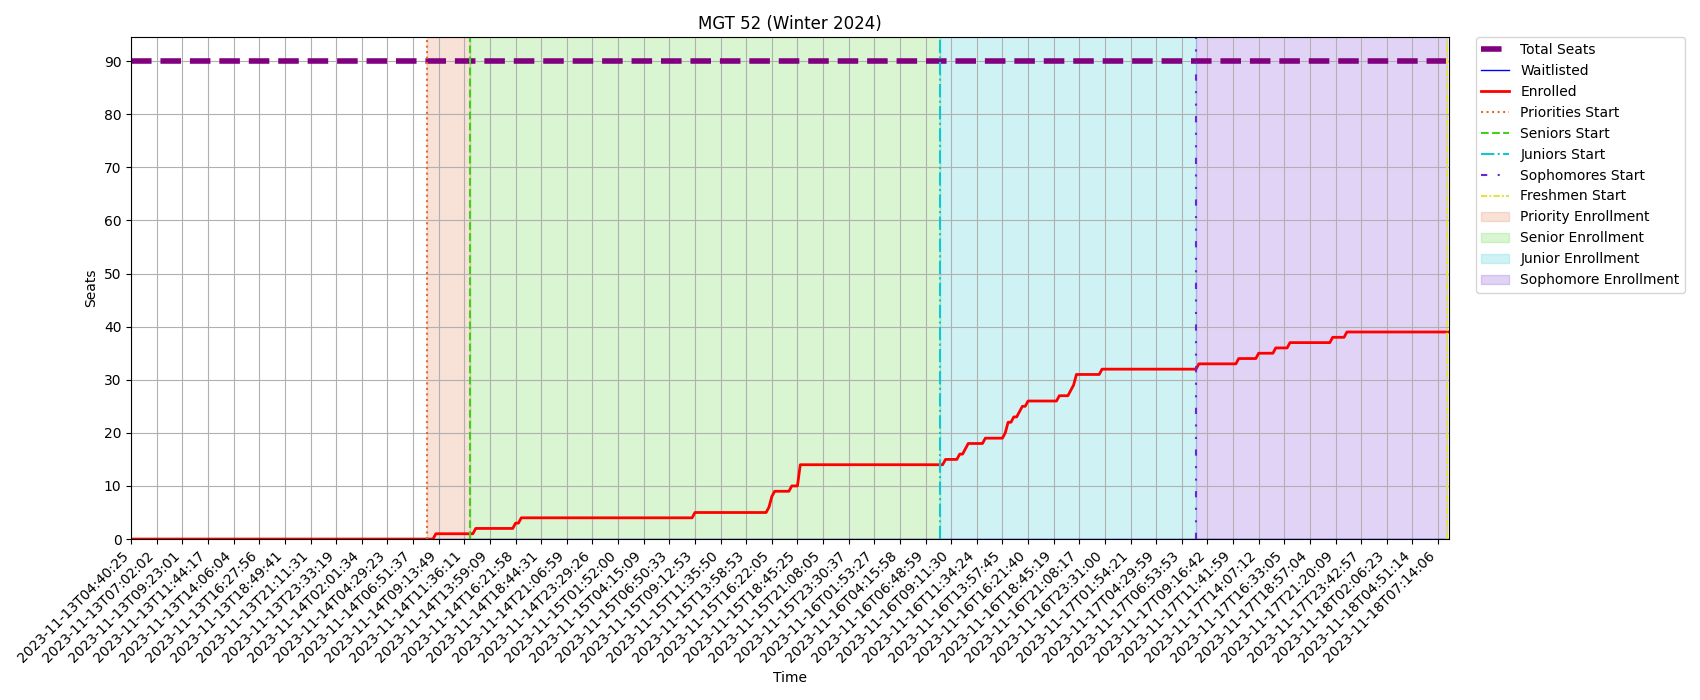 MGT 52 (Winter 2024)
Total Seats
Waitlisted
Enrolled
Priorities Start
Seniors Start
Juniors Start
Sophomores Start
Freshmen Start
Priority Enrollment
Senior Enrollment
Junior Enrollment
Sophomore Enrollment
Seats
90
80
70
60
50
40
30
20
10
0
2023-11-13T04:40:25
2023-11-13T07:02:02
2023-11-13T09:23:01
2023-11-13T11:44:17
2023-11-13T14:06:04
2023-11-13T16:27:56
2023-11-13T18:49:41
2023-11-13T21:11:31
2023-11-13T23:33:19
2023-11-14T02:01:34
2023-11-14T04:29:23
2023-11-14T06:51:37
2023-11-14T09:13:49
2023-11-14T11:36:11
2023-11-14T13:59:09
2023-11-14T16:21:58
2023-11-14T18:44:31
2023-11-14T21:06:59
2023-11-14T23:29:26
2023-11-15T01:52:00
2023-11-15T04:15:09
2023-11-15T06:50:33
2023-11-15T09:12:53
2023-11-15T11:35:50
2023-11-15T13:58:53
2023-11-15T16:22:05
2023-11-15T18:45:25
2023-11-15T21:08:05
2023-11-15T23:30:37
2023-11-16T01:53:27
2023-11-16T04:15:58
2023-11-16T06:48:59
2023-11-16T09:11:30
2023-11-16T11:34:24
2023-11-16T13:57:45
2023-11-16T16:21:40
2023-11-16T18:45:19
2023-11-16T21:08:17
2023-11-16T23:31:00
2023-11-17T01:54:21
2023-11-17T04:29:59
2023-11-17T06:53:53
2023-11-17T09:16:42
2023-11-17T11:41:59
2023-11-17T14:07:12
2023-11-17T16:33:05
2023-11-17T18:57:04
2023-11-17T21:20:09
2023-11-17T23:42:57
2023-11-18T02:06:23
2023-11-18T04:51:14
2023-11-18T07:14:06
Time